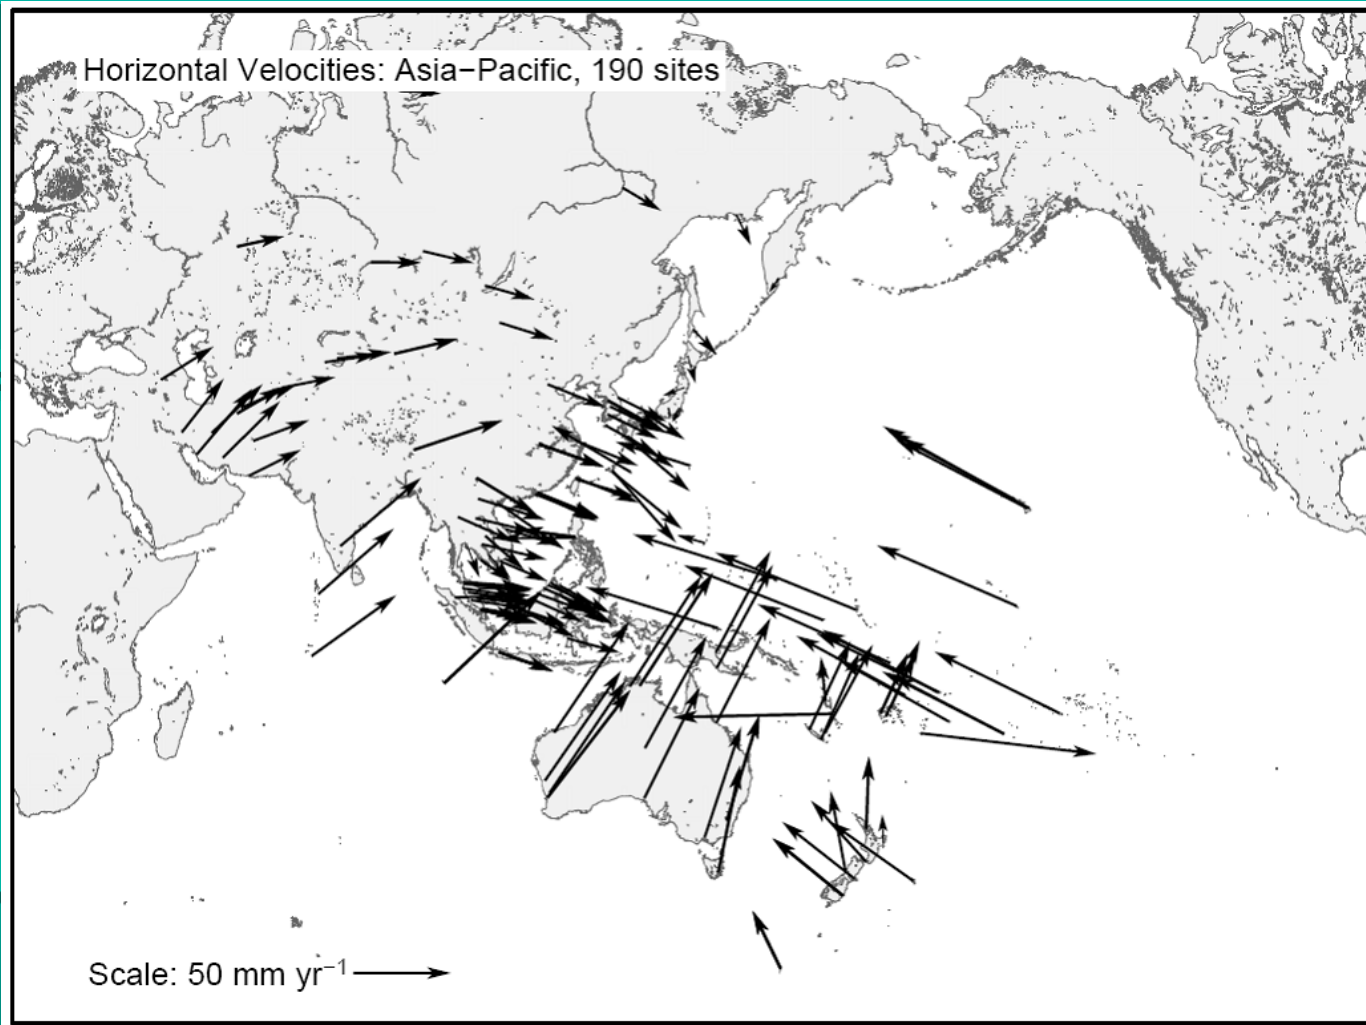 Horizontal Velocities: Asia−Pacific, 190 sites
Scale: 50 mm yr⁻¹